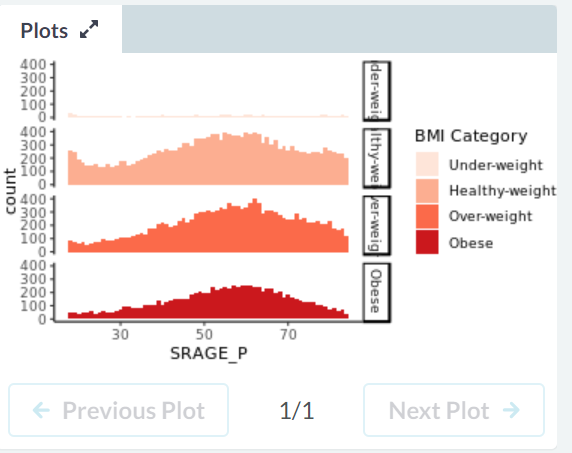 Plots
400
300
200
100
0
der-weig
400
300
200
100
0
lthy-wei
400
300
200
100
0
ver-weig
400
300
200
100
0
Obese
count
30 50 70
SRAGE_P
BMI Category
Under-weight
Healthy-weight
Over-weight
Obese
← Previous Plot 1/1 Next Plot →